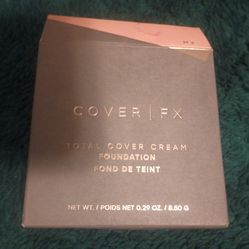 COVER | FX
TOTAL COVER CREAM
FOUNDATION
FOND DE TEINT
NET WT. / POIDS NET 0.29 OZ. / 8.50 G